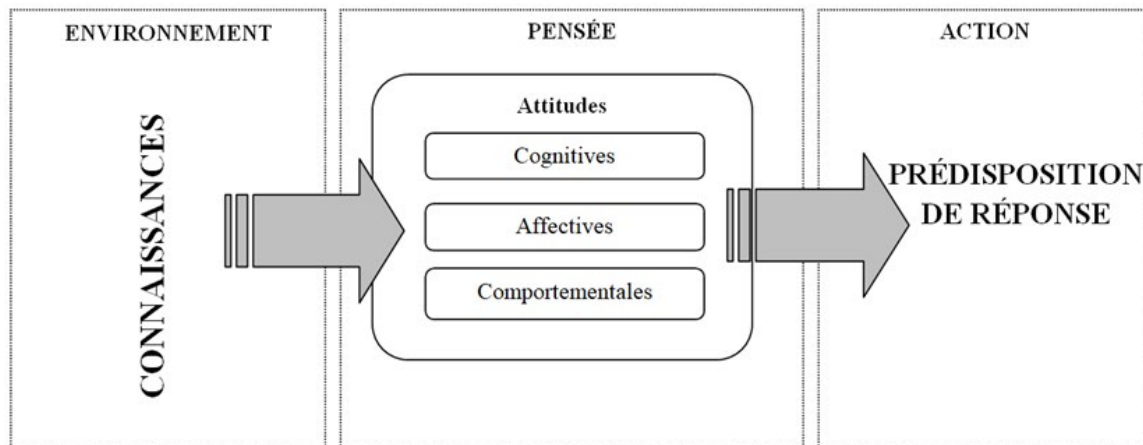 ENVIRONNEMENT
CONNAISSANCES
PENSÉE
Attitudes
Cognitives
Affectives
Comportementales
ACTION
PRÉDISPOSITION
DE RÉPONSE